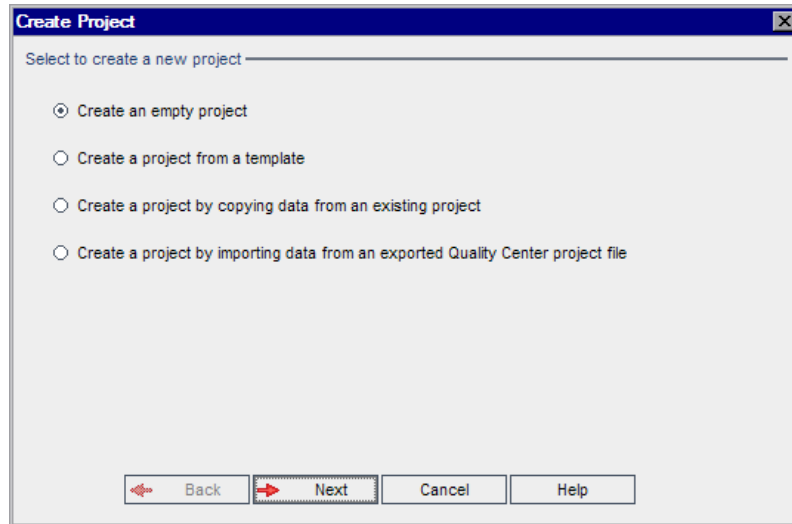 Create Project
Select to create a new project
Create an empty project
Create a project from a template
Create a project by copying data from an existing project
Create a project by importing data from an exported Quality Center project file
Back Next Cancel Help